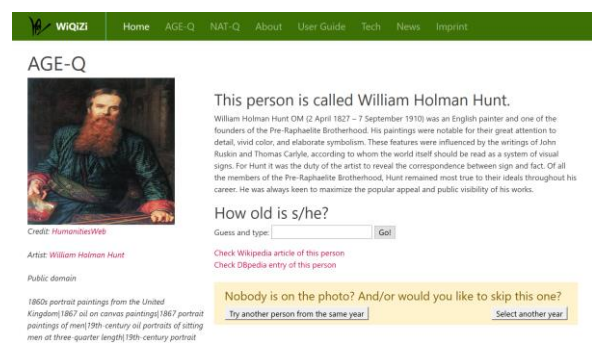 WiQiZi Home AGE-Q NAT-Q About User Guide Tech News Imprint
AGE-Q
This person is called William Holman Hunt.
William Holman Hunt OM (2 April 1827 – 7 September 1910) was an English painter and one of the
founders of the Pre-Raphaelite Brotherhood. His paintings were notable for their great attention to
detail, vivid color, and elaborate symbolism. These features were influenced by the writings of John
Ruskin and Thomas Carlyle, according to whom the world itself should be read as a system of visual
signs. For Hunt it was the duty of the artist to reveal the correspondence between sign and fact. Of all
the members of the Pre-Raphaelite Brotherhood, Hunt remained most true to their ideals throughout his
career. He was always keen to maximize the popular appeal and public visibility of his works.
How old is s/he?
Guess and type: Go!
Check Wikipedia article of this person
Check DBpedia entry of this person
Nobody is on the photo? And/or would you like to skip this one?
Try another person from the same year Select another year
Credit: HumanitiesWeb
Artist: William Holman Hunt
Public domain
1860s portrait paintings from the United
Kingdom|1867 oil on canvas paintings|1867 portrait
paintings of men|19th-century oil portraits of sitting
men at three-quarter length|19th-century portrait